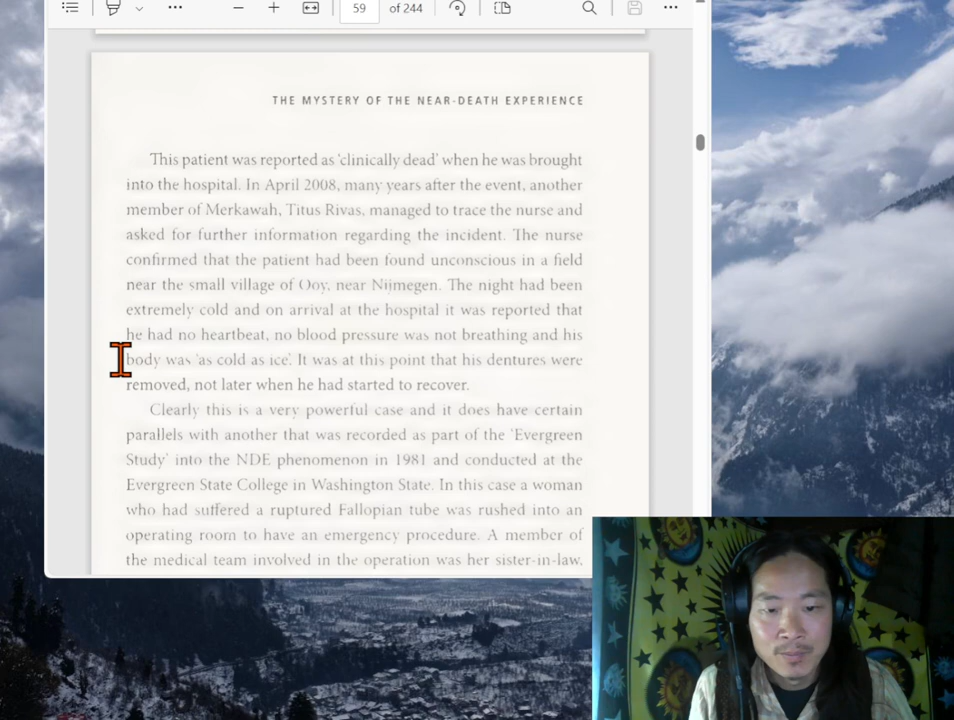 59 of 244
THE MYSTERY OF THE NEAR-DEATH EXPERIENCE
This patient was reported as 'clinically dead' when he was brought
into the hospital. In April 2008, many years after the event, another
member of Merkawah, Titus Rivas, managed to trace the nurse and
asked for further information regarding the incident. The nurse
confirmed that the patient had been found unconscious in a field
near the small village of Ooy, near Nijmegen. The night had been
extremely cold and on arrival at the hospital it was reported that
he had no heartbeat, no blood pressure was not breathing and his
body was 'as cold as ice'. It was at this point that his dentures were
removed, not later when he had started to recover.
Clearly this is a very powerful case and it does have certain
parallels with another that was recorded as part of the 'Evergreen
Study' into the NDE phenomenon in 1981 and conducted at the
Evergreen State College in Washington State. In this case a woman
who had suffered a ruptured Fallopian tube was rushed into an
operating room to have an emergency procedure. A member of
the medical team involved in the operation was her sister-in-law,